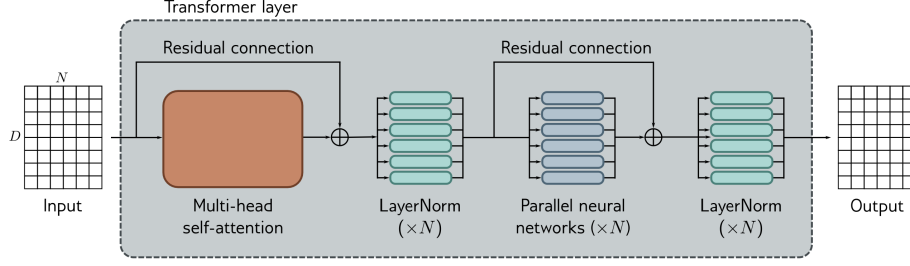 Transformer layer
Residual connection
Residual connection
N
D
Input
Multi-head
self-attention
LayerNorm
(×N)
Parallel neural
networks (×N)
LayerNorm
(×N)
Output